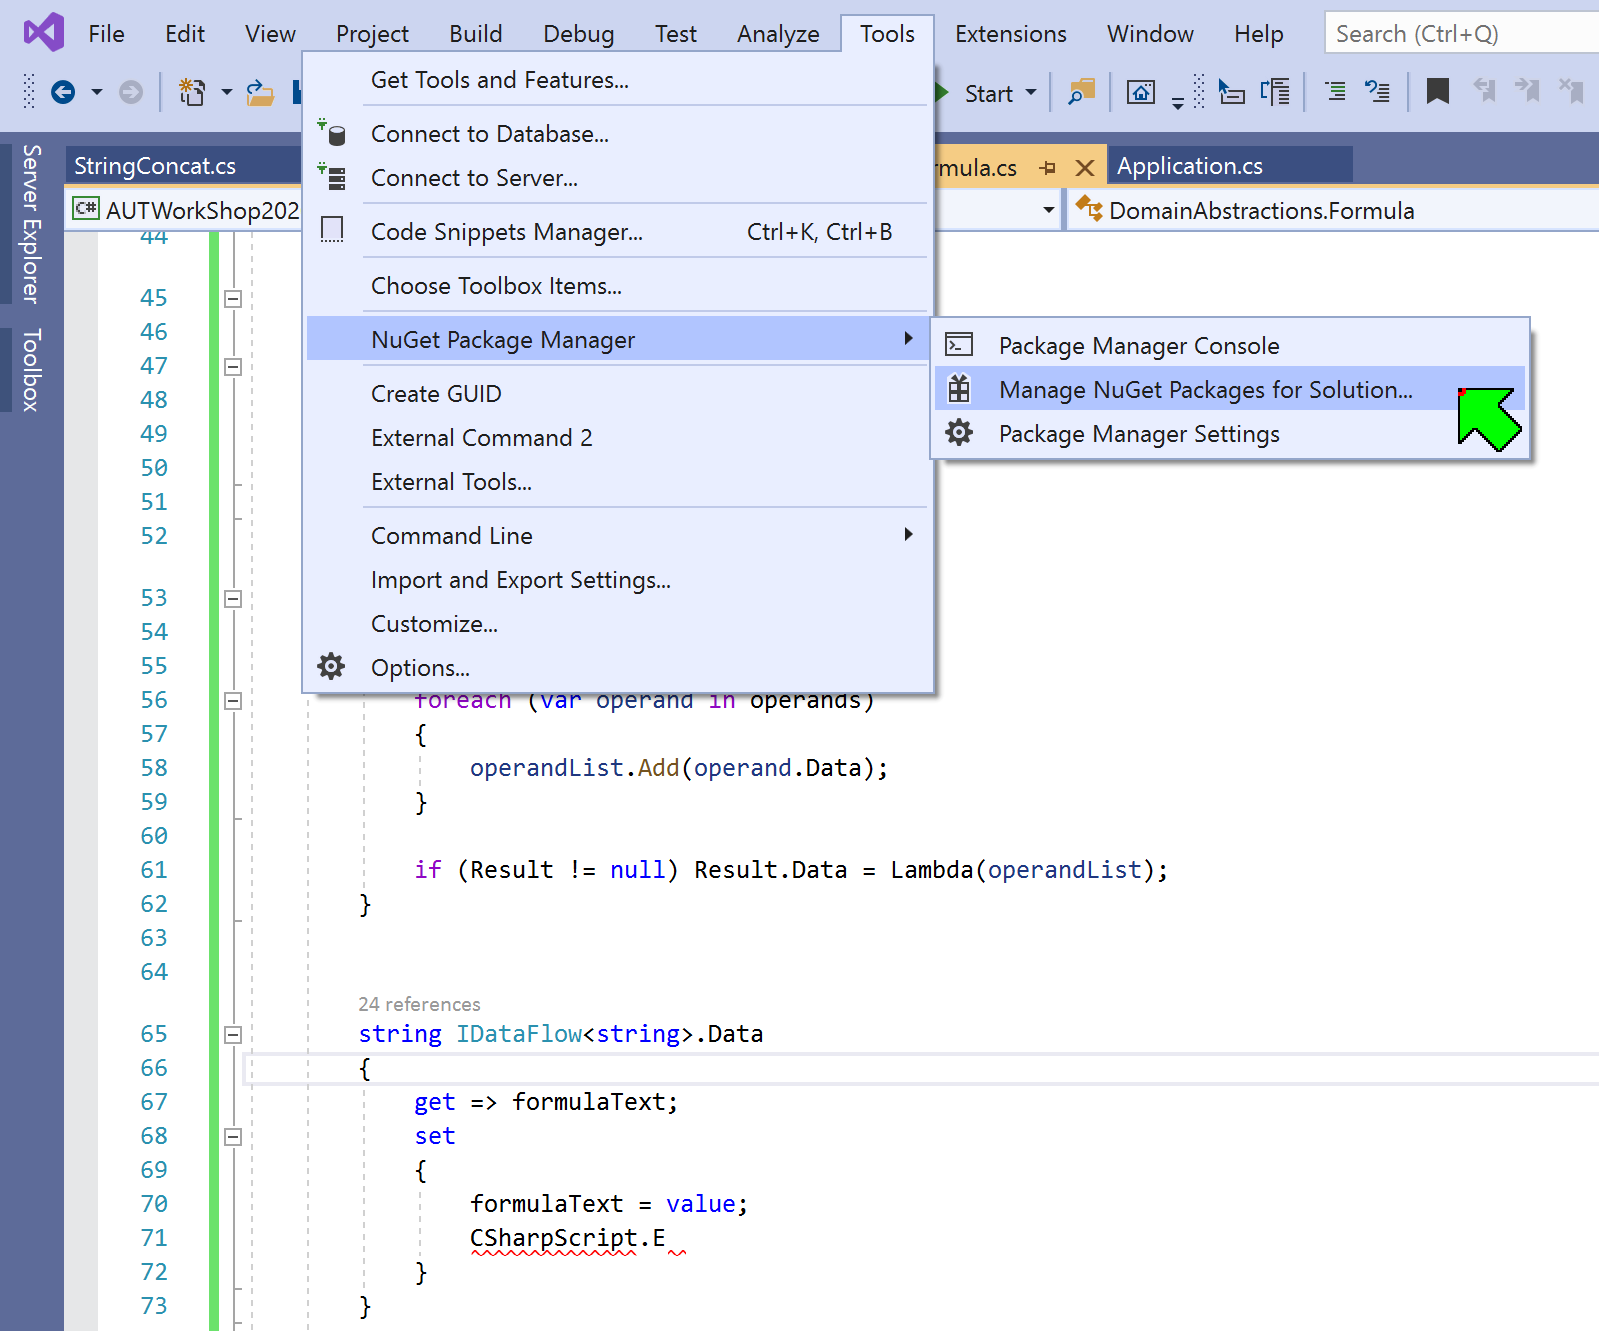 File Edit View Project Build Debug Test Analyze Tools Extensions Window Help Search (Ctrl+Q)
Start
Server Explorer
Toolbox
StringConcat.cs
rmula.cs
Application.cs
C# AUTWorkShop202
DomainAbstractions.Formula
Get Tools and Features...
Connect to Database...
Connect to Server...
Code Snippets Manager... Ctrl+K, Ctrl+B
Choose Toolbox Items...
NuGet Package Manager
Create GUID
External Command 2
External Tools...
Command Line
Import and Export Settings...
Customize...
Options...
Package Manager Console
Manage NuGet Packages for Solution...
Package Manager Settings
44
45
46
47
48
49
50
51
52
53
54
55
56 foreach (var operand in operands)
57 {
58 operandList.Add(operand.Data);
59 }
60
61 if (Result != null) Result.Data = Lambda(operandList);
62 }
63
64
24 references
65 string IDataFlow<string>.Data
66 {
67 get => formulaText;
68 set
69 {
70 formulaText = value;
71 CSharpScript.E
72 }
73 }